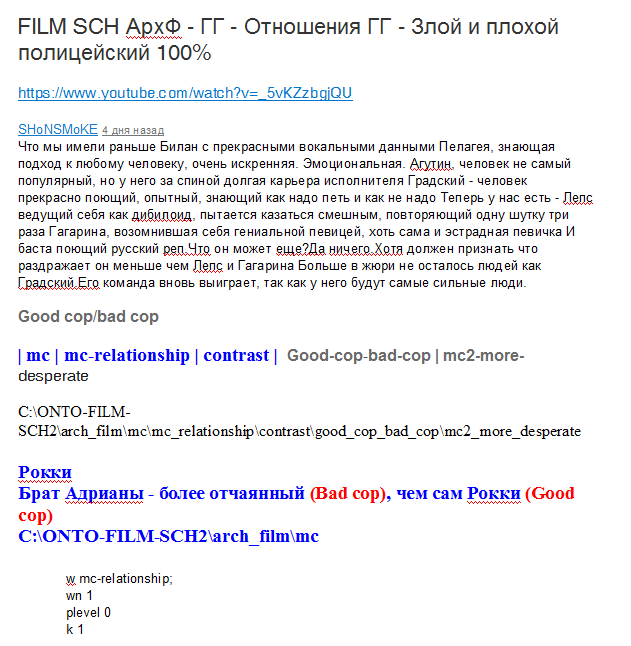 FILM SCH АрхФ - ГГ - Отношения ГГ - Злой и плохой
полицейский 100%
https://www.youtube.com/watch?v=_5vKZzbgjQU
SHoNSMoKE 4 дня назад
Что мы имели раньше Билан с прекрасными вокальными данными Пелагея, знающая
подход к любому человеку, очень искренняя. Эмоциональная. Агутин, человек не самый
популярный, но у него за спиной долгая карьера исполнителя Градский - человек
прекрасно поющий, опытный, знающий как надо петь и как не надо Теперь у нас есть - Лепс
ведущий себя как дибилоид, пытается казаться смешным, повторяющий одну шутку три
раза Гагарина, возомнившая себя гениальной певицей, хоть сама и эстрадная певичка И
баста поющий русский реп.Что он может еще?Да ничего.Хотя должен признать что
раздражает он меньше чем Лепс и Гагарина Больше в жюри не осталось людей как
Градский.Его команда вновь выиграет, так как у него будут самые сильные люди.
Good cop/bad cop
| mc | mc-relationship | contrast | Good-cop-bad-cop | mc2-more-
desperate
C:\ONTO-FILM-
SCH2\arch_film\mc\mc_relationship\contrast\good_cop_bad_cop\mc2_more_desperate
Рокки
Брат Адрианы - более отчаянный (Bad cop), чем сам Рокки (Good
cop)
C:\ONTO-FILM-SCH2\arch_film\mc
w mc-relationship;
wn 1
plevel 0
k 1